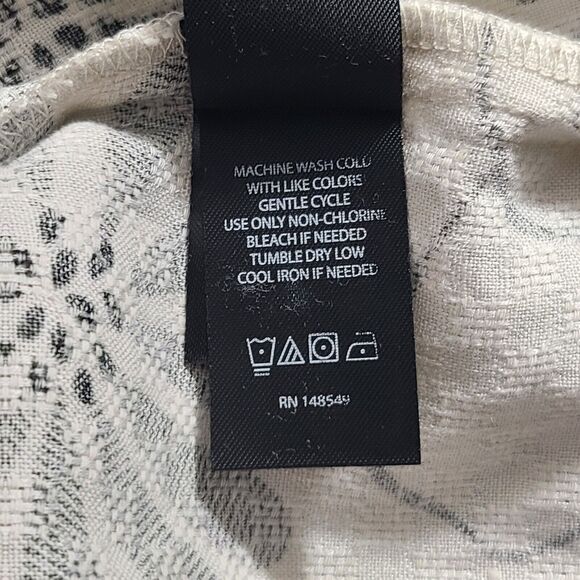 MACHINE WASH COLD
WITH LIKE COLORS
GENTLE CYCLE
USE ONLY NON-CHLORINE
BLEACH IF NEEDED
TUMBLE DRY LOW
COOL IRON IF NEEDED
RN 148549